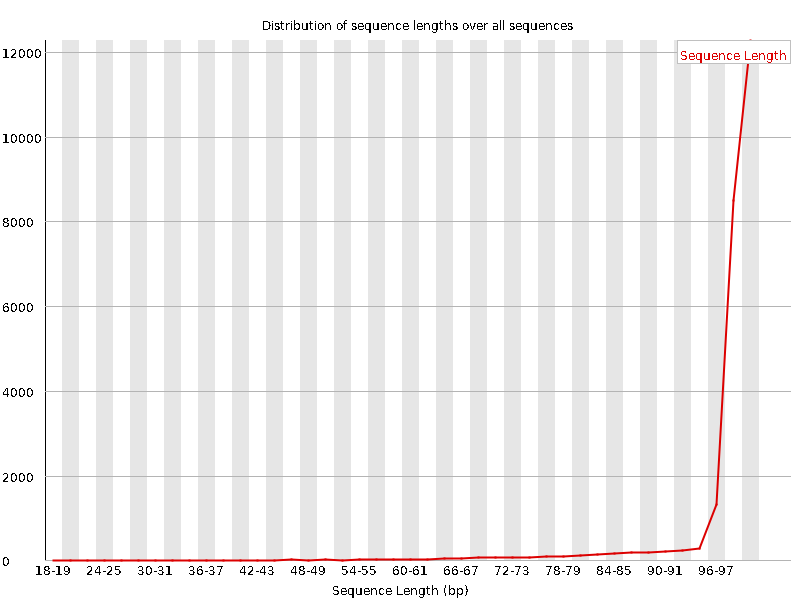 Distribution of sequence lengths over all sequences
Sequence Length
12000
10000
8000
6000
4000
2000
0
18-19 24-25 30-31 36-37 42-43 48-49 54-55 60-61 66-67 72-73 78-79 84-85 90-91 96-97
Sequence Length (bp)